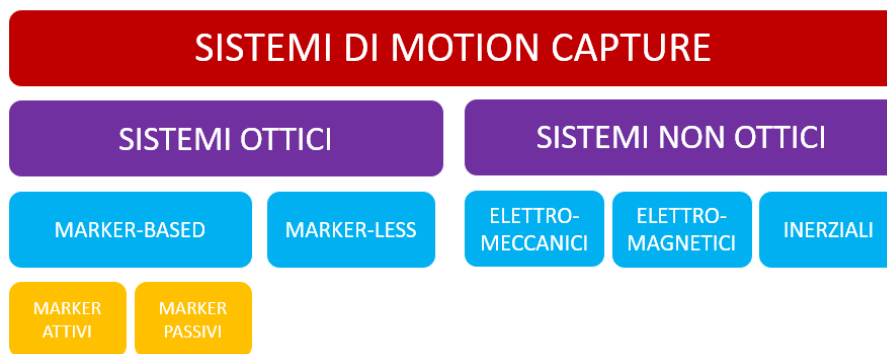 SISTEMI DI MOTION CAPTURE
SISTEMI OTTICI
SISTEMI NON OTTICI
MARKER-BASED
MARKER-LESS
ELETTRO-
MECCANICI
ELETTRO-
MAGNETICI
INERZIALI
MARKER
ATTIVI
MARKER
PASSIVI